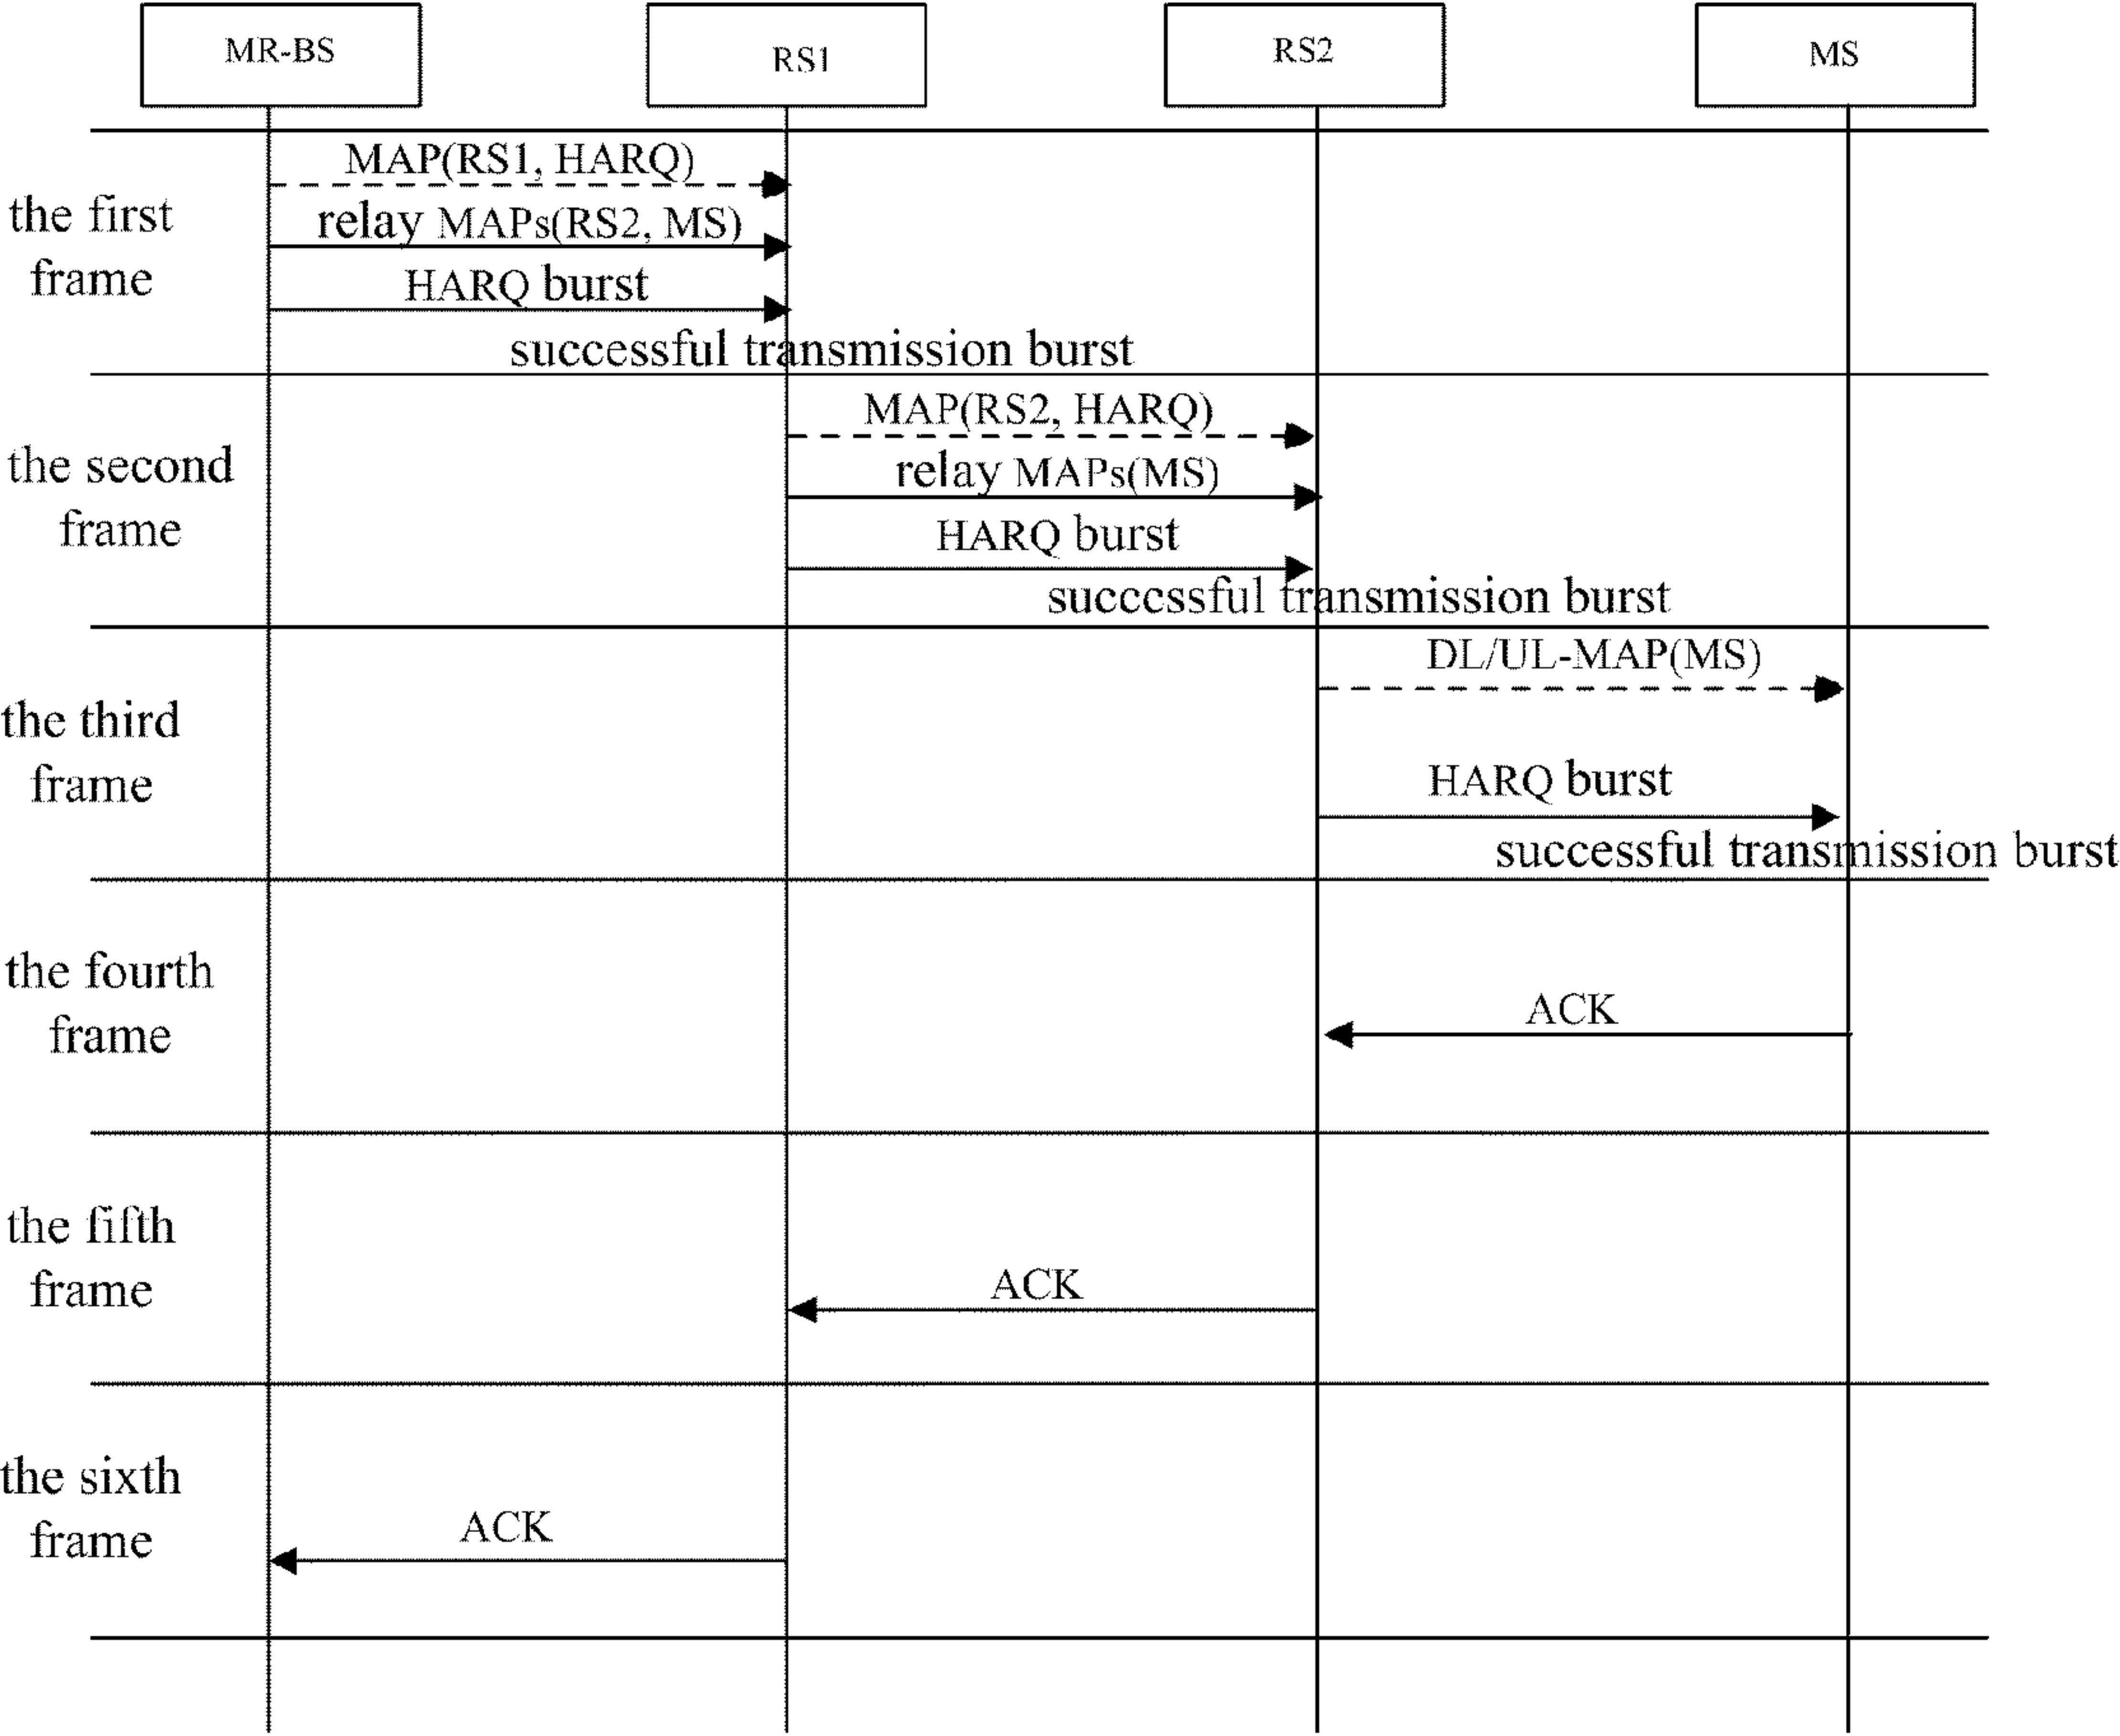 MR-BS
RS1
RS2
MS
the first
frame
MAP(RS1, HARQ)
relay MAPs(RS2, MS)
HARQ burst
successful transmission burst
the second
frame
MAP(RS2, HARQ)
relay MAPs(MS)
HARQ burst
successful transmission burst
the third
frame
DL/UL-MAP(MS)
HARQ burst
successful transmission burst
the fourth
frame
ACK
the fifth
frame
ACK
the sixth
frame
ACK